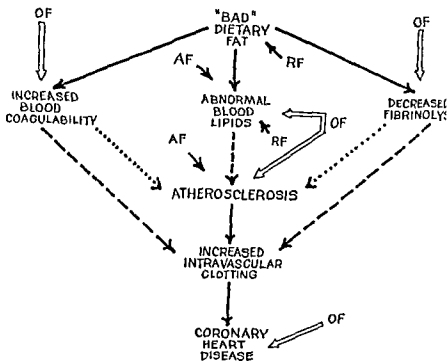 OF
"BAD"
DIETARY
FAT
OF
AF
RF
INCREASED
BLOOD
COAGULABILITY
ABNORMAL
BLOOD
LIPIDS
DECREASED
FIBRINOLYSIS
OF
AF
RF
ATHEROSCLEROSIS
INCREASED
INTRAVASCULAR
CLOTTING
OF
CORONARY
HEART
DISEASE